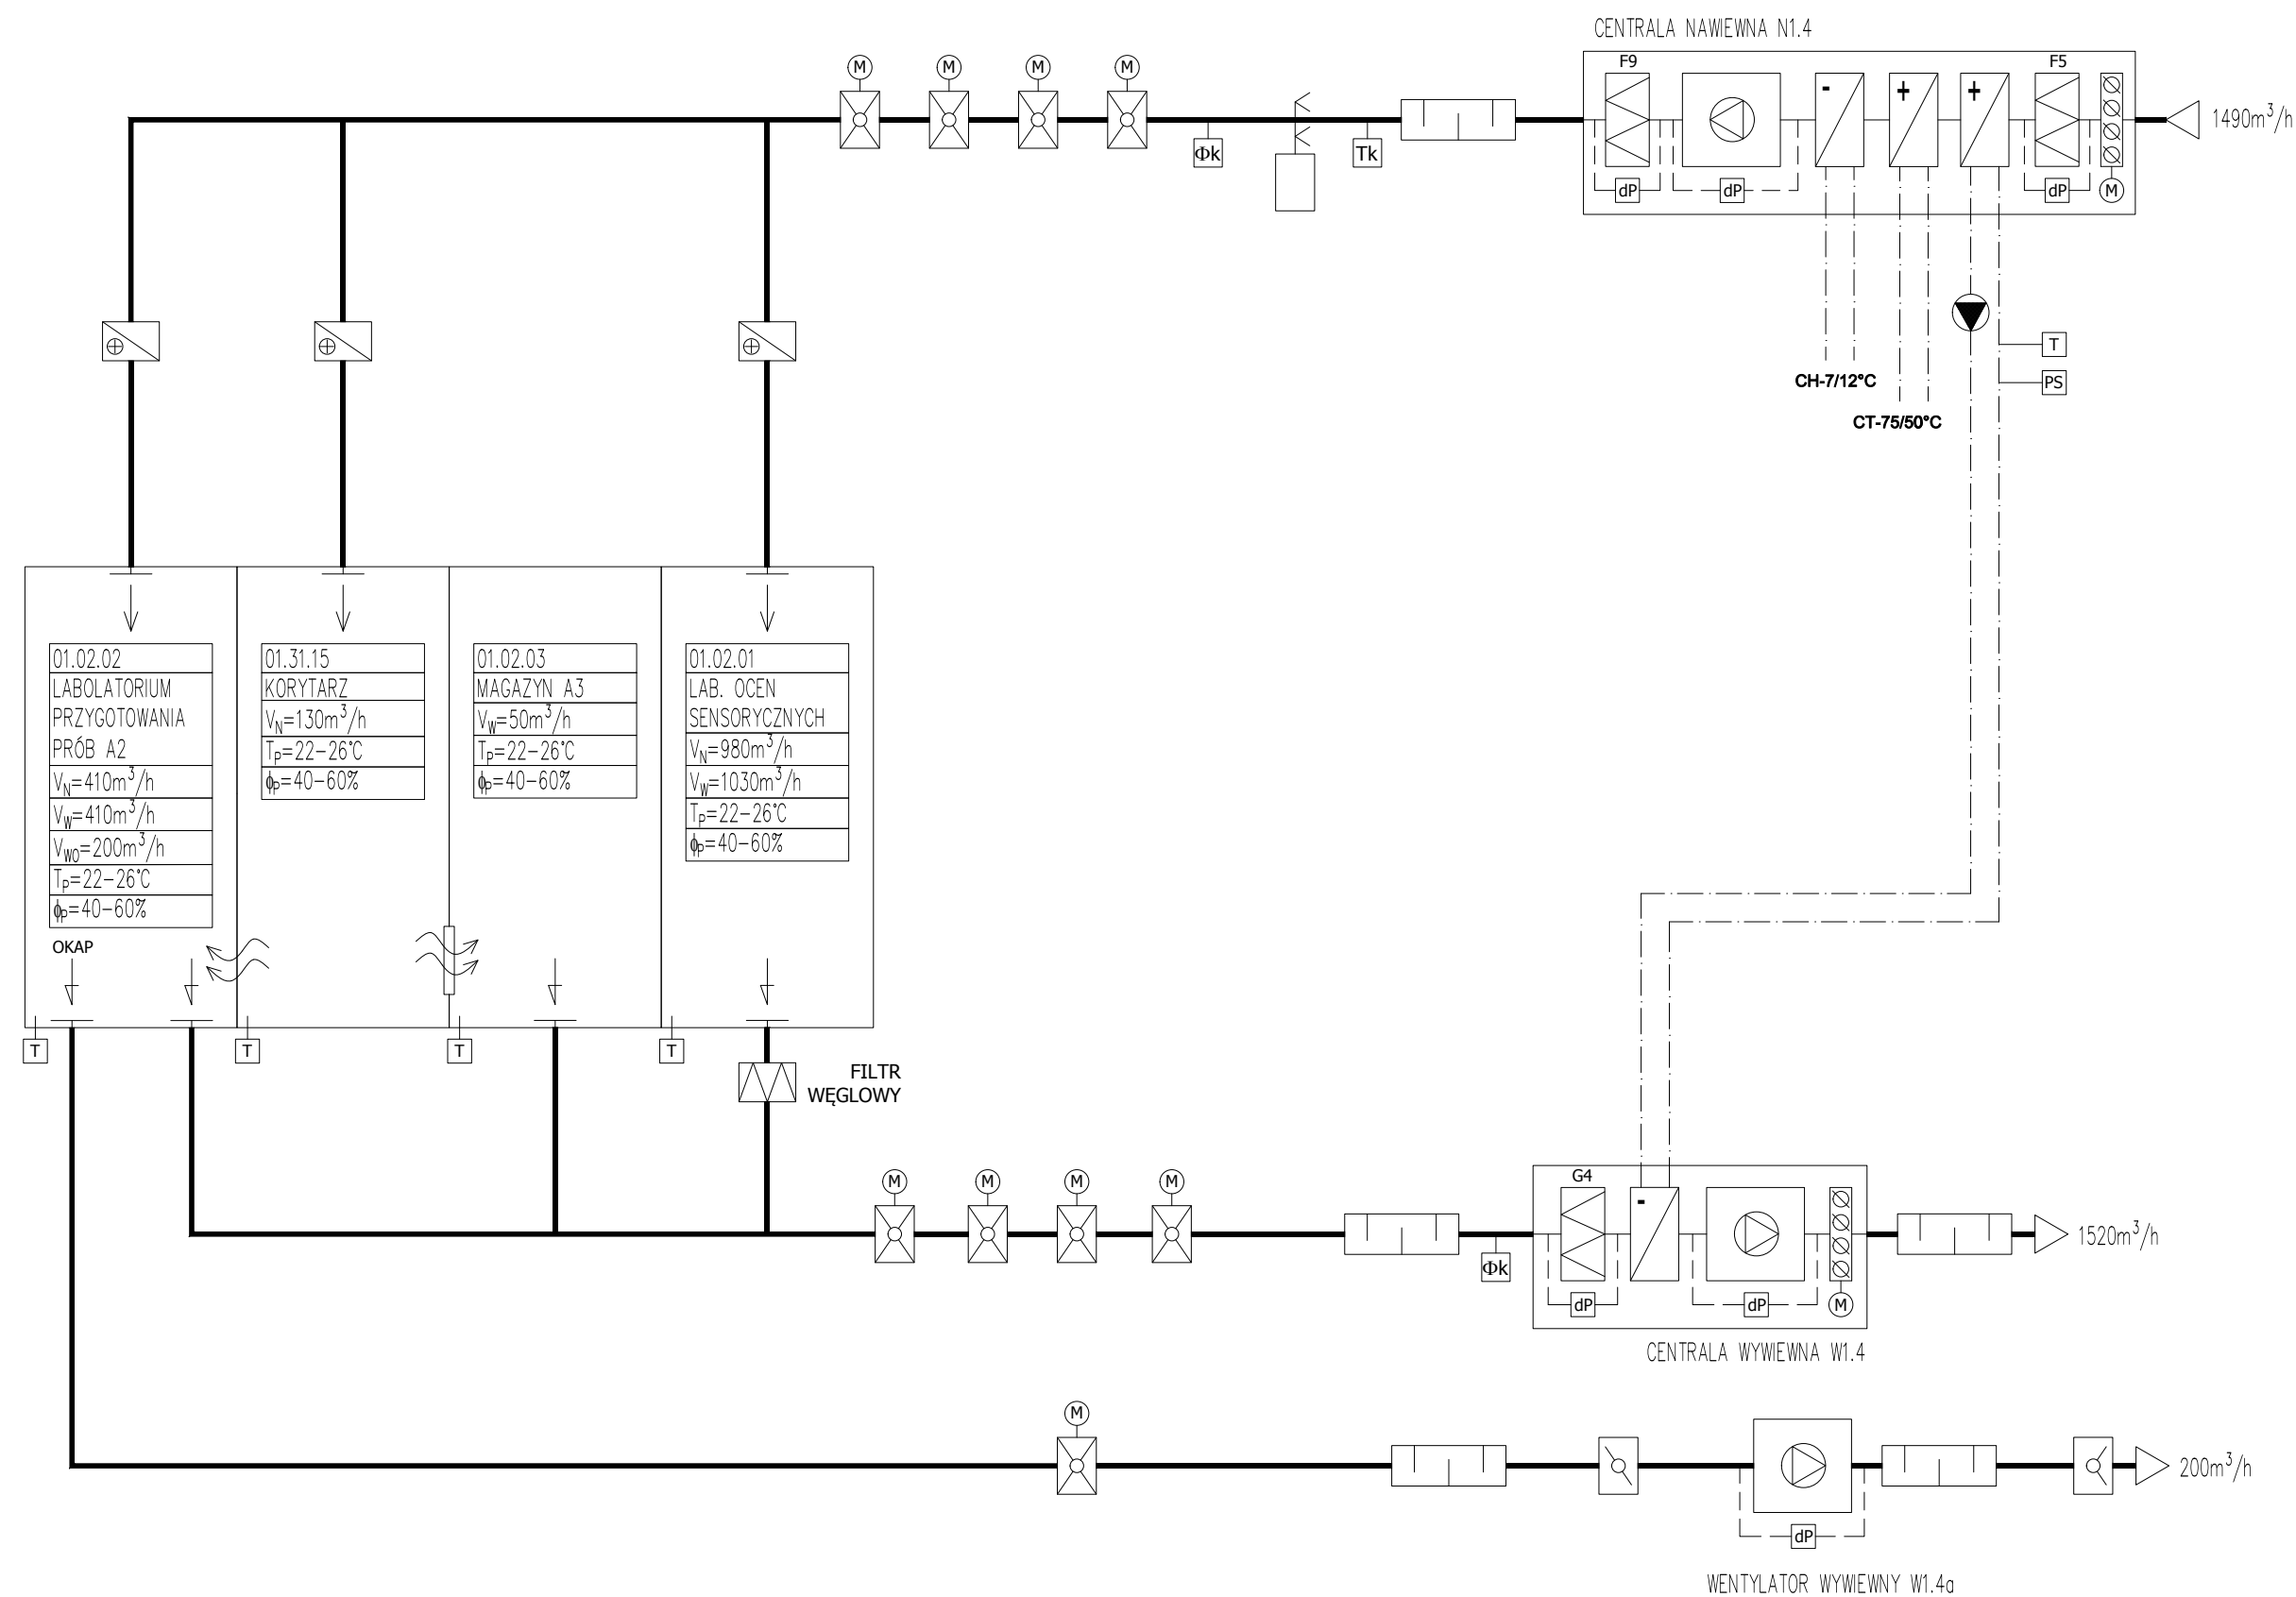 CENTRALA NAWIEWNA N1.4
F9
F5
M
M
M
M
-
+
+
1490m³/h
Φk
Tk
dP
dP
dP
M
T
PS
CH-7/12°C
CT-75/50°C
01.02.02
LABOLATORIUM
PRZYGOTOWANIA
PRÓB A2
V_N=410m³/h
V_W=410m³/h
V_WO=200m³/h
T_P=22-26°C
ϕ_P=40-60%
OKAP
01.31.15
KORYTARZ
V_N=130m³/h
T_P=22-26°C
ϕ_P=40-60%
01.02.03
MAGAZYN A3
V_W=50m³/h
T_P=22-26°C
ϕ_P=40-60%
01.02.01
LAB. OCEN
SENSORYCZNYCH
V_N=980m³/h
V_W=1030m³/h
T_P=22-26°C
ϕ_P=40-60%
T
T
T
T
FILTR
WĘGLOWY
M
M
M
M
G4
-
1520m³/h
Φk
dP
dP
M
CENTRALA WYWIEWNA W1.4
M
200m³/h
dP
WENTYLATOR WYWIEWNY W1.4a